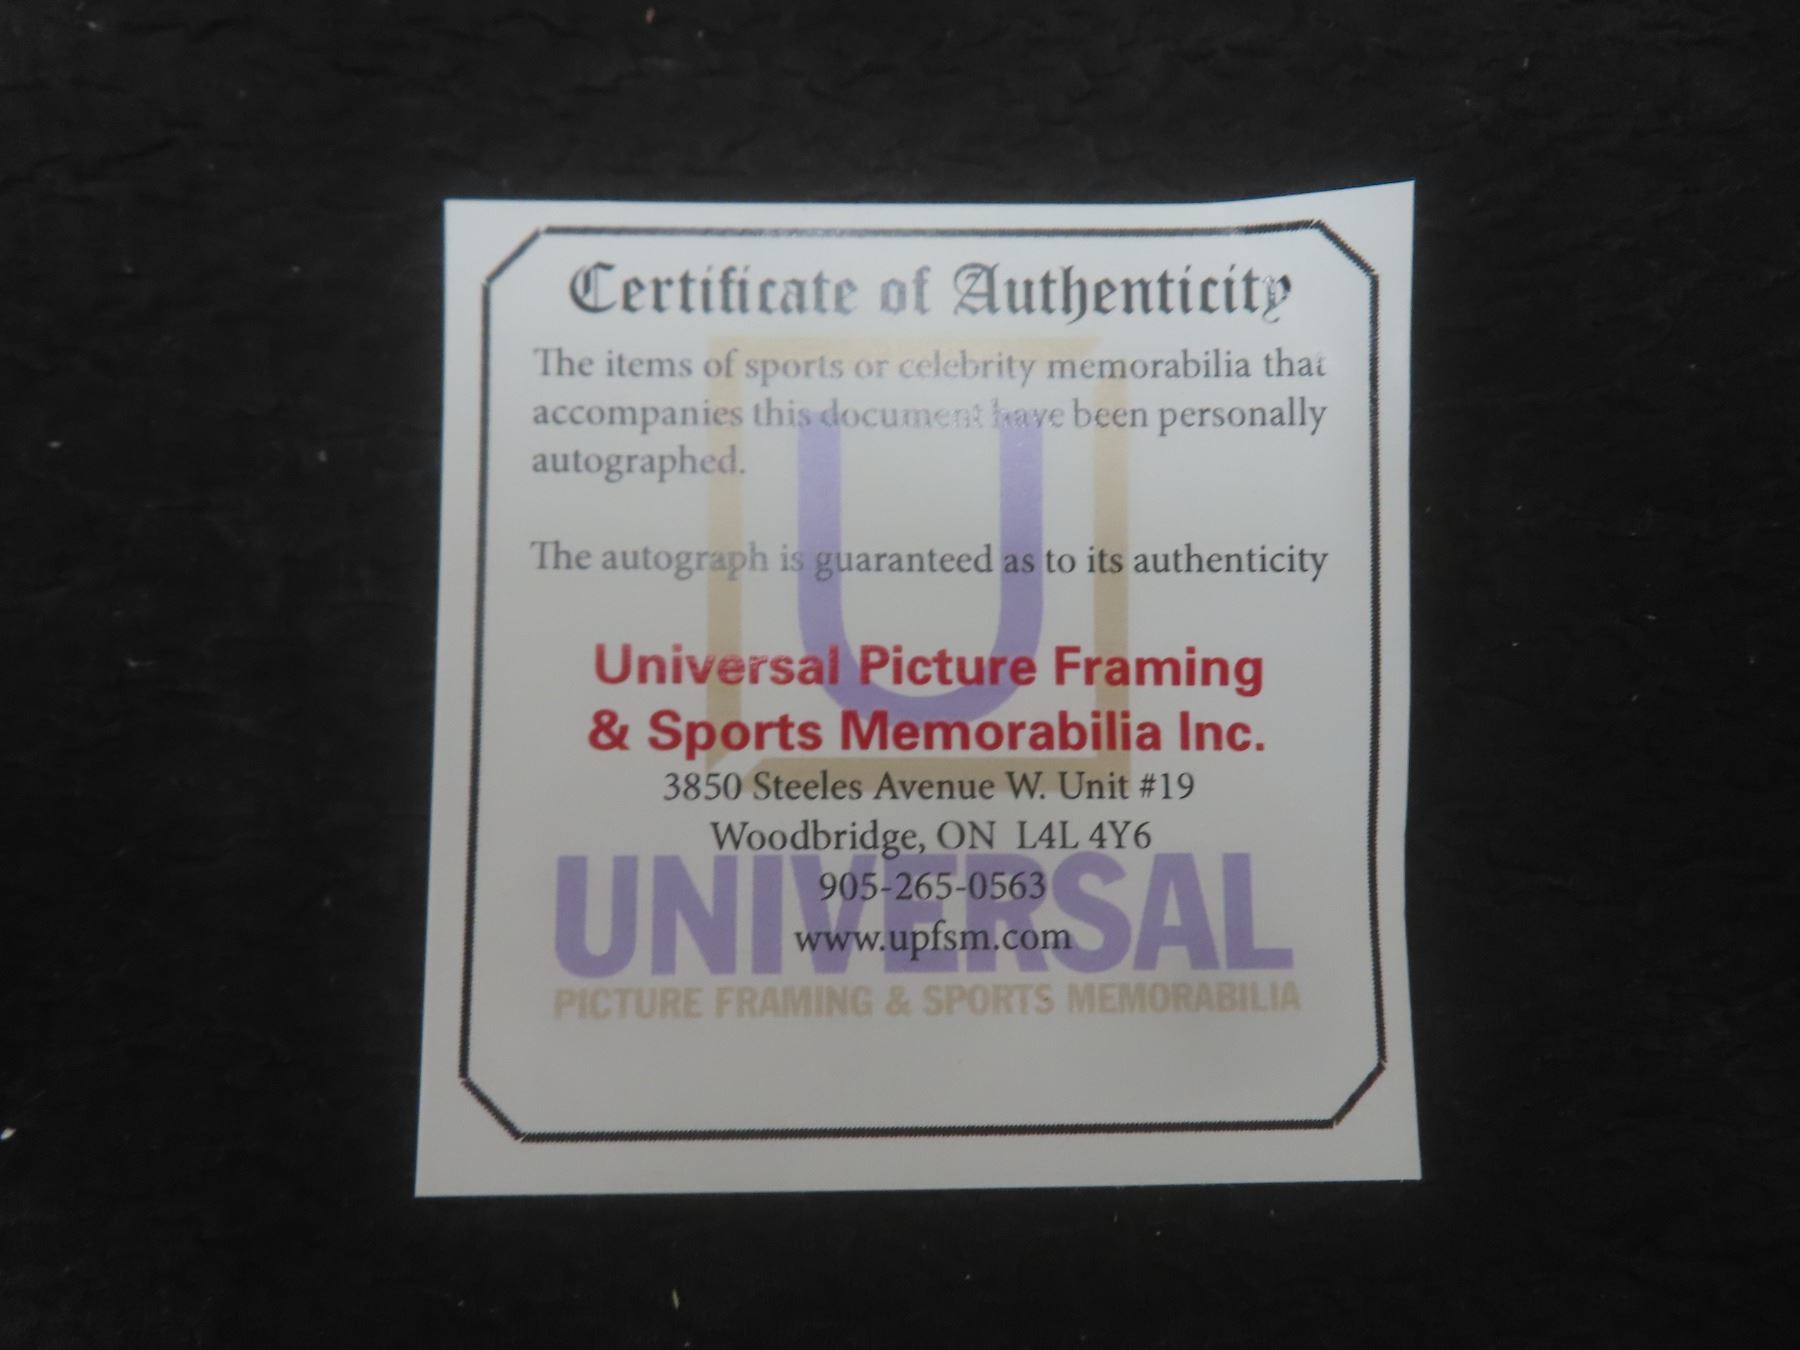 Certificate of Authenticity
The items of sports or celebrity memorabilia that
accompanies this document have been personally
autographed.
The autograph is guaranteed as to its authenticity
U
Universal Picture Framing
& Sports Memorabilia Inc.
3850 Steeles Avenue W. Unit #19
Woodbridge, ON L4L 4Y6
905-265-0563
www.upfsm.com
UNIVERSAL
PICTURE FRAMING & SPORTS MEMORABILIA